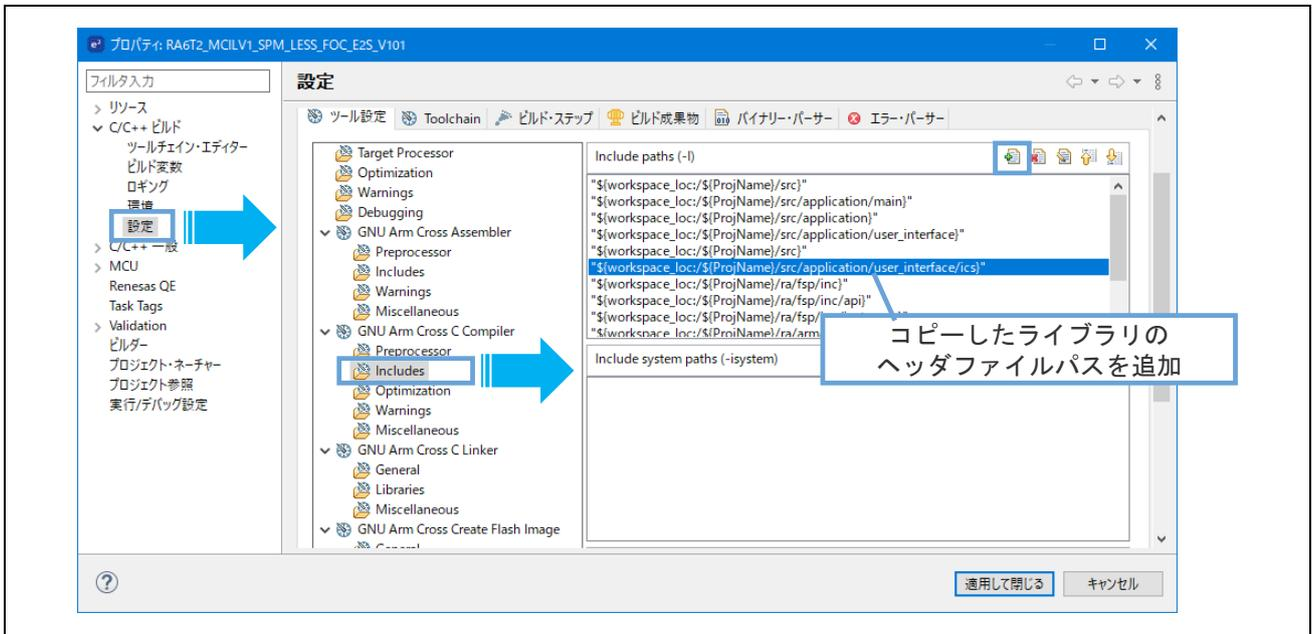 プロパティ: RA6T2_MCILV1_SPM_LESS_FOC_E2S_V101
フィルタ入力
リソース
C/C++ ビルド
ツールチェイン・エディター
ビルド変数
ロギング
環境
設定
C/C++ 一般
MCU
Renesas QE
Task Tags
Validation
ビルダー
プロジェクト・ネーチャー
プロジェクト参照
実行/デバッグ設定
設定
ツール設定 Toolchain ビルド・ステップ ビルド成果物 バイナリー・パーサー エラー・パーサー
Target Processor
Optimization
Warnings
Debugging
GNU Arm Cross Assembler
Preprocessor
Includes
Warnings
Miscellaneous
GNU Arm Cross C Compiler
Preprocessor
Includes
Optimization
Warnings
Miscellaneous
GNU Arm Cross C Linker
General
Libraries
Miscellaneous
GNU Arm Cross Create Flash Image
General
Include paths (-I)
"${workspace_loc:/${ProjName}/src}"
"${workspace_loc:/${ProjName}/src/application/main}"
"${workspace_loc:/${ProjName}/src/application}"
"${workspace_loc:/${ProjName}/src/application/user_interface}"
"${workspace_loc:/${ProjName}/src}"
"${workspace_loc:/${ProjName}/src/application/user_interface/ics}"
"${workspace_loc:/${ProjName}/ra/fsp/inc}"
"${workspace_loc:/${ProjName}/ra/fsp/inc/api}"
"${workspace_loc:/${ProjName}/ra/fsp/
"${workspace_loc:/${ProjName}/ra/arm
コピーしたライブラリの
ヘッダファイルパスを追加
Include system paths (-isystem)
適用して閉じる キャンセル